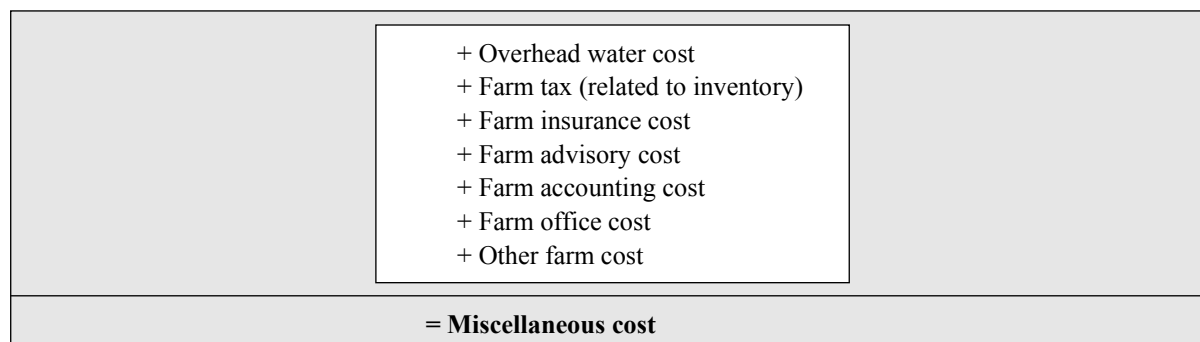 + Overhead water cost
+ Farm tax (related to inventory)
+ Farm insurance cost
+ Farm advisory cost
+ Farm accounting cost
+ Farm office cost
+ Other farm cost
= Miscellaneous cost